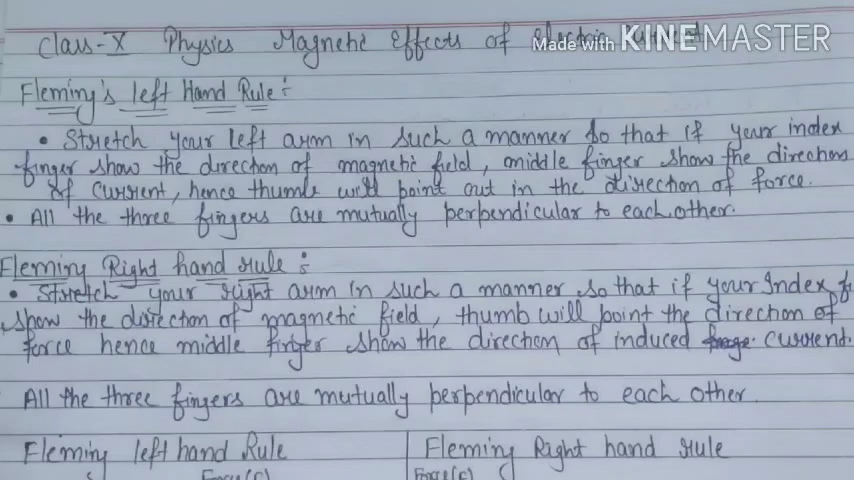 Class-X Physics Magnetic Effects of electric
Made with KINEMASTER
Fleming's left Hand Rule :
• Stretch your left arm in such a manner so that if your index
finger show the direction of magnetic field, middle finger show the direction
of current, hence thumb will point out in the direction of force.
• All the three fingers are mutually perpendicular to each other.
Fleming Right hand rule :
• Stretch your right arm in such a manner so that if your Index f
show the direction of magnetic field, thumb will point the direction of
force hence middle finger show the direction of induced current.
All the three fingers are mutually perpendicular to each other.
Fleming left hand Rule
Fleming Right hand rule
Force(F)
Force(F)